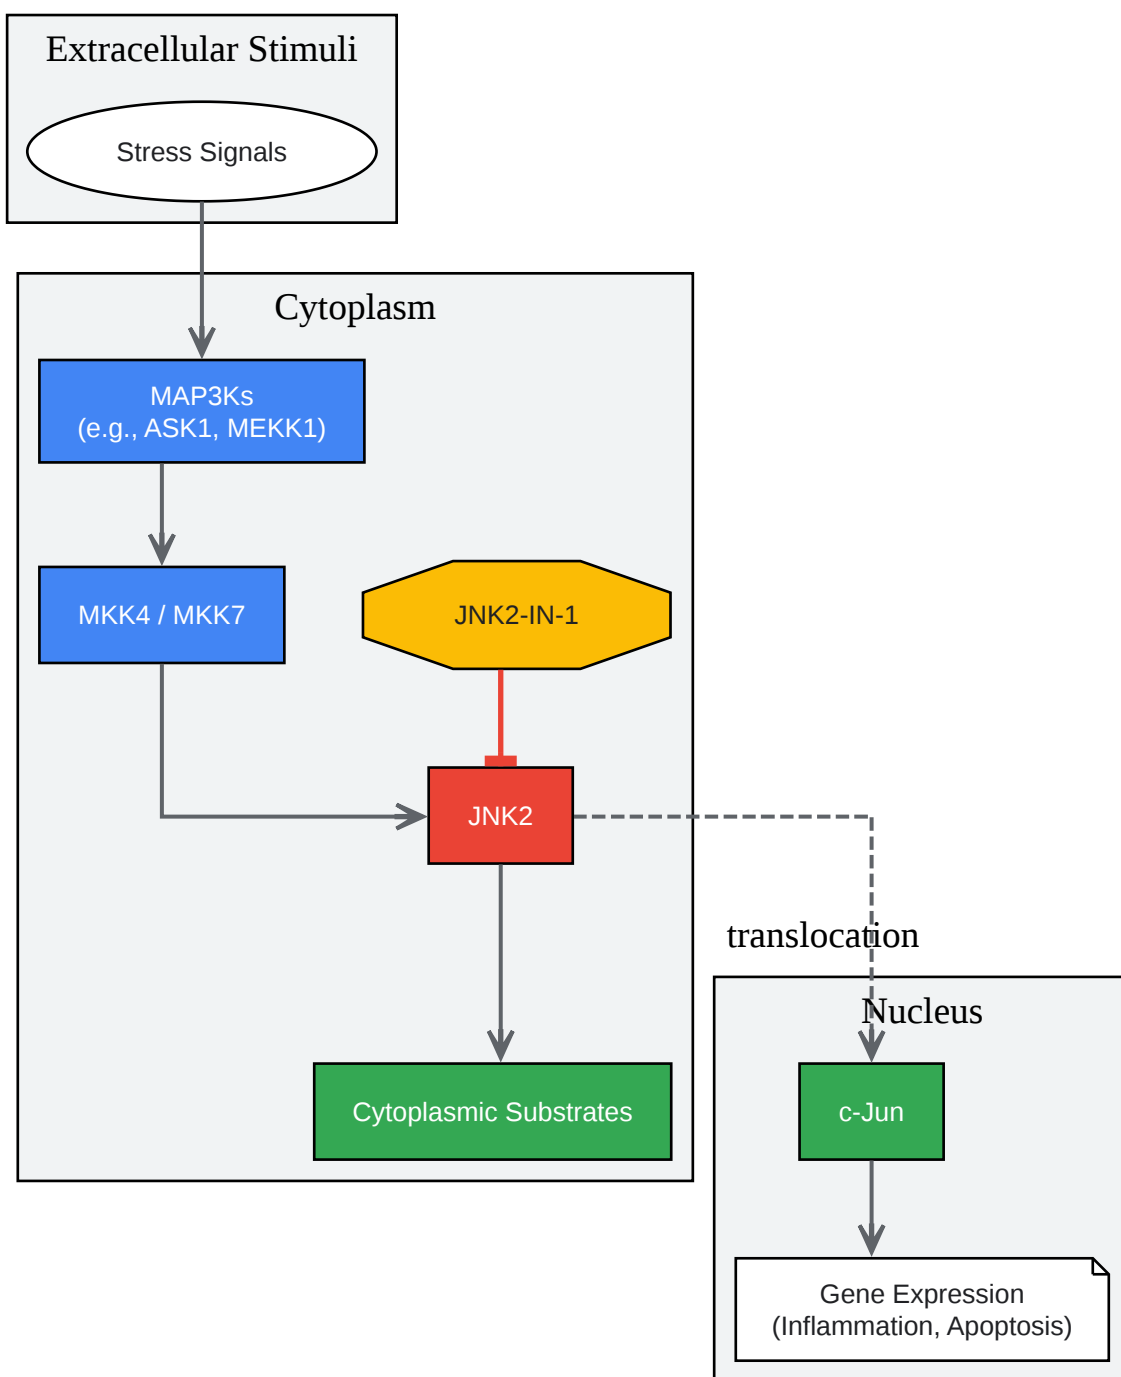 Extracellular Stimuli
Stress Signals
Cytoplasm
MAP3Ks
(e.g., ASK1, MEKK1)
MKK4 / MKK7
JNK2-IN-1
JNK2
translocation
Nucleus
Cytoplasmic Substrates
c-Jun
Gene Expression
(Inflammation, Apoptosis)